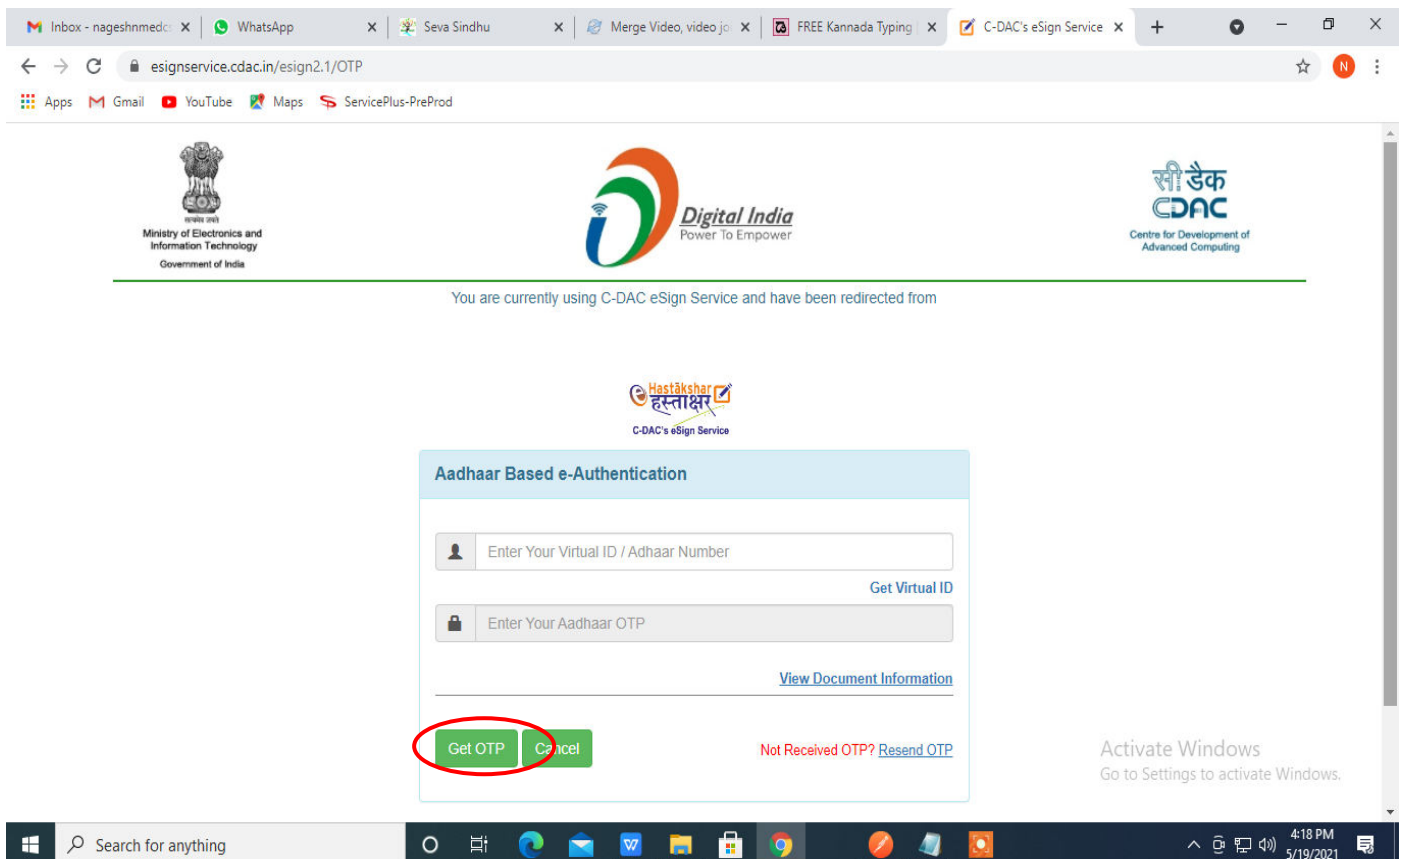 Inbox - nageshnmedc
WhatsApp
Seva Sindhu
Merge Video, video jo
FREE Kannada Typing
C-DAC's eSign Service
esignservice.cdac.in/esign2.1/OTP
N
Apps
Gmail
YouTube
Maps
ServicePlus-PreProd
सत्यमेव जयते
Ministry of Electronics and
Information Technology
Government of India
Digital India
Power To Empower
सी डैक
CDAC
Centre for Development of
Advanced Computing
You are currently using C-DAC eSign Service and have been redirected from
e Hastākshar
हस्ताक्षर
C-DAC's eSign Service
Aadhaar Based e-Authentication
Enter Your Virtual ID / Adhaar Number
Get Virtual ID
Enter Your Aadhaar OTP
View Document Information
Get OTP
Cancel
Not Received OTP? Resend OTP
Activate Windows
Go to Settings to activate Windows.
Search for anything
W
4:18 PM
5/19/2021